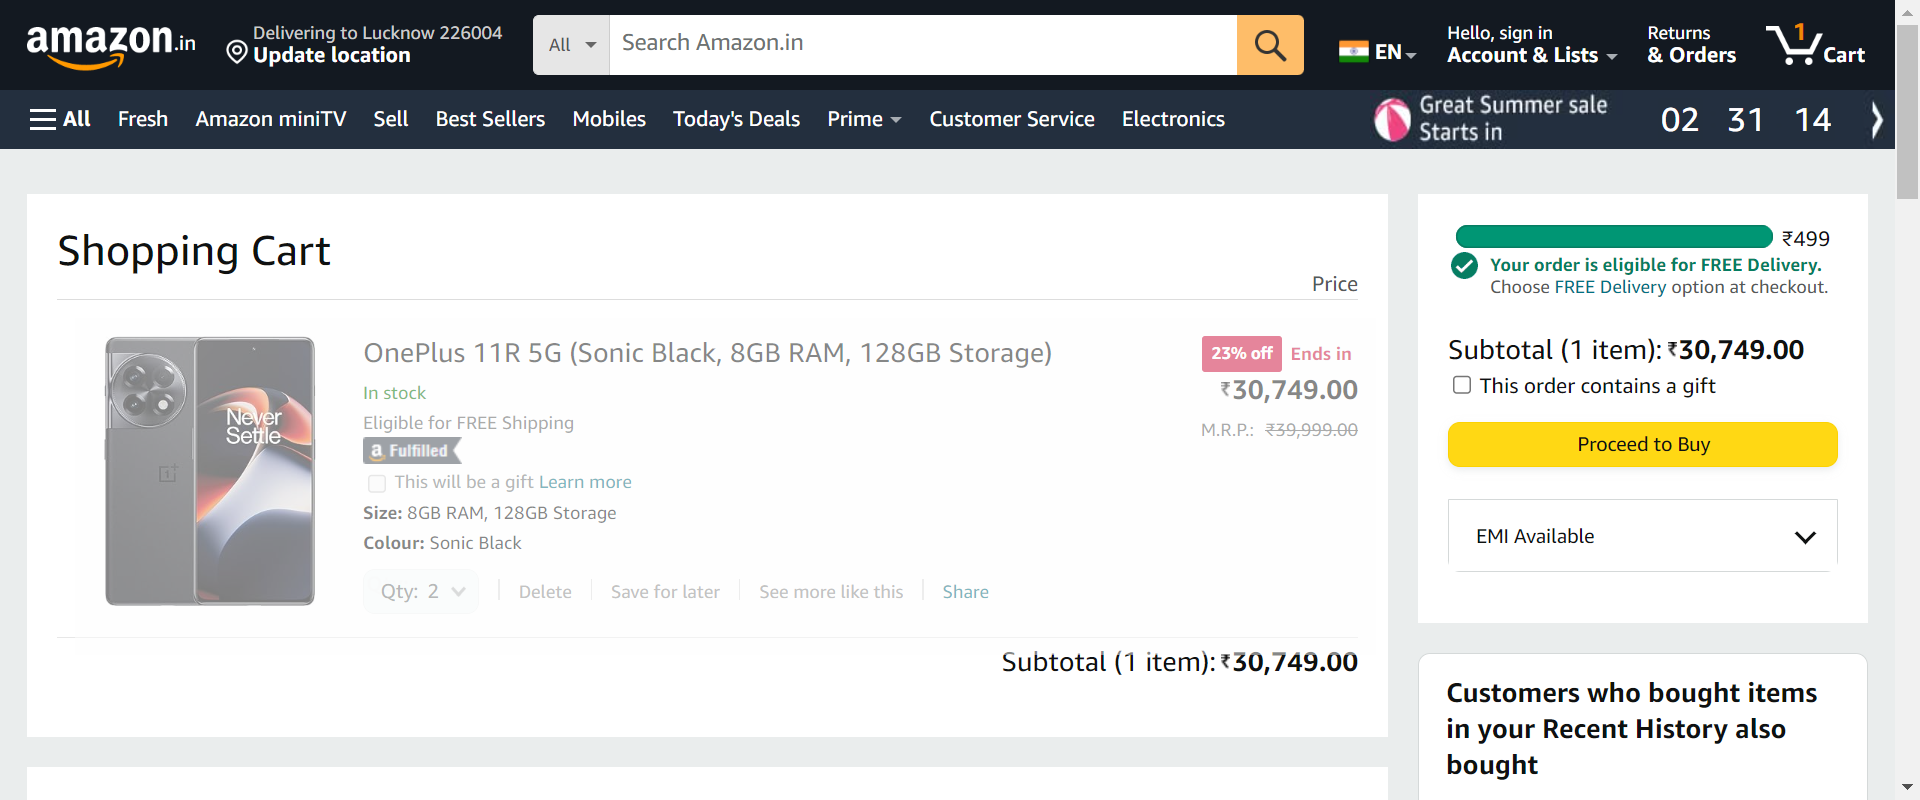 amazon.in
Delivering to Lucknow 226004
Update location
All
Search Amazon.in
EN
Hello, sign in
Account & Lists
Returns
& Orders
1
Cart
All
Fresh
Amazon miniTV
Sell
Best Sellers
Mobiles
Today's Deals
Prime
Customer Service
Electronics
Great Summer sale
Starts in
02 31 14
Shopping Cart
Price
Never
Settle
OnePlus 11R 5G (Sonic Black, 8GB RAM, 128GB Storage)
23% off Ends in
₹30,749.00
M.R.P.: ₹39,999.00
In stock
Eligible for FREE Shipping
a Fulfilled
This will be a gift Learn more
Size: 8GB RAM, 128GB Storage
Colour: Sonic Black
Qty: 2
Delete
Save for later
See more like this
Share
Subtotal (1 item): ₹30,749.00
₹499
Your order is eligible for FREE Delivery.
Choose FREE Delivery option at checkout.
Subtotal (1 item): ₹30,749.00
This order contains a gift
Proceed to Buy
EMI Available
Customers who bought items
in your Recent History also
bought